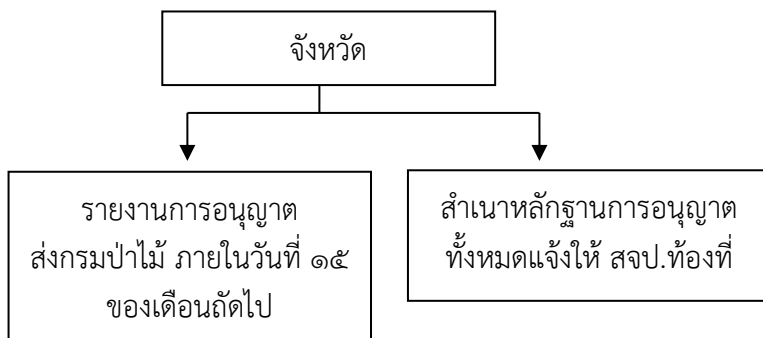 จังหวัด
รายงานการอนุญาต
ส่งกรมป่าไม้ ภายในวันที่ ๑๕
ของเดือนถัดไป
สำเนาหลักฐานการอนุญาต
ทั้งหมดแจ้งให้ สจป.ท้องที่